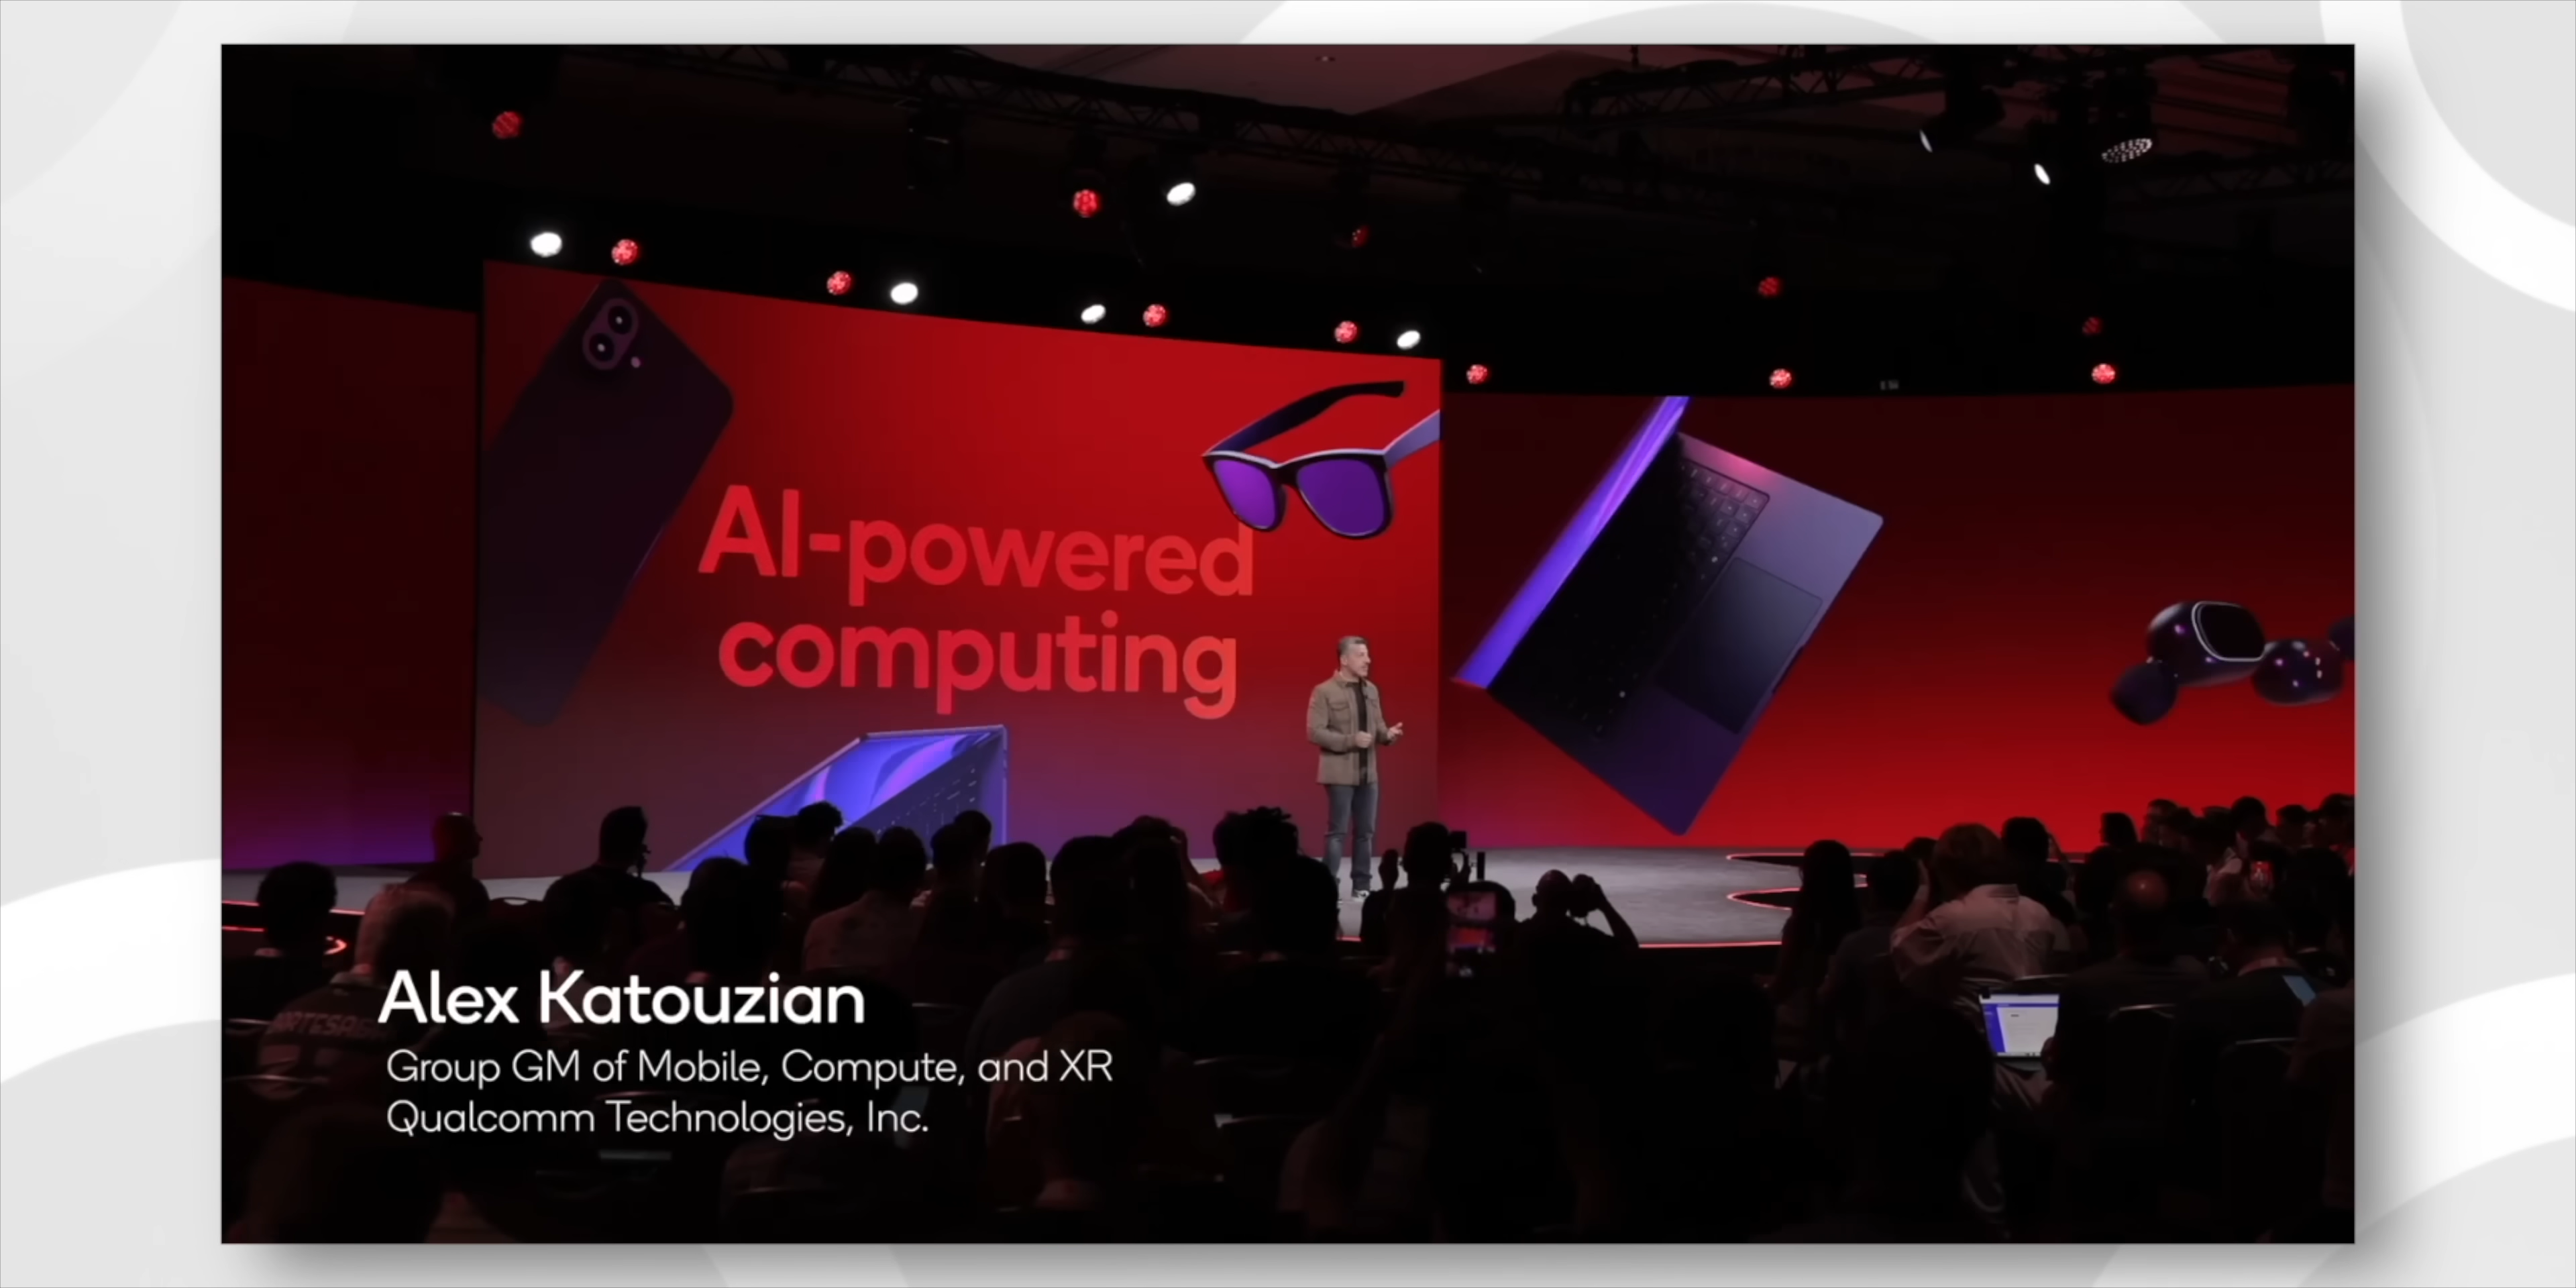 AI-powered
computing
Alex Katouzian
Group GM of Mobile, Compute, and XR
Qualcomm Technologies, Inc.